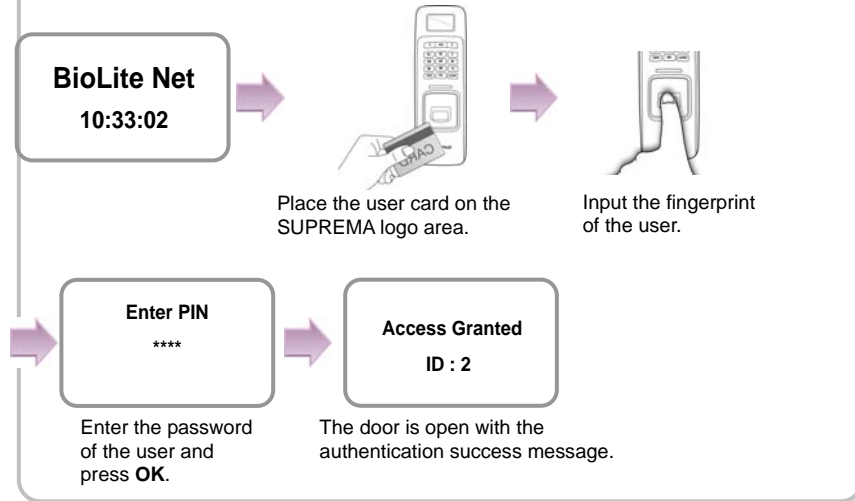 BioLite Net
10:33:02
CARD
Place the user card on the
SUPREMA logo area.
Input the fingerprint
of the user.
Enter PIN
****
Enter the password
of the user and
press OK.
Access Granted
ID : 2
The door is open with the
authentication success message.